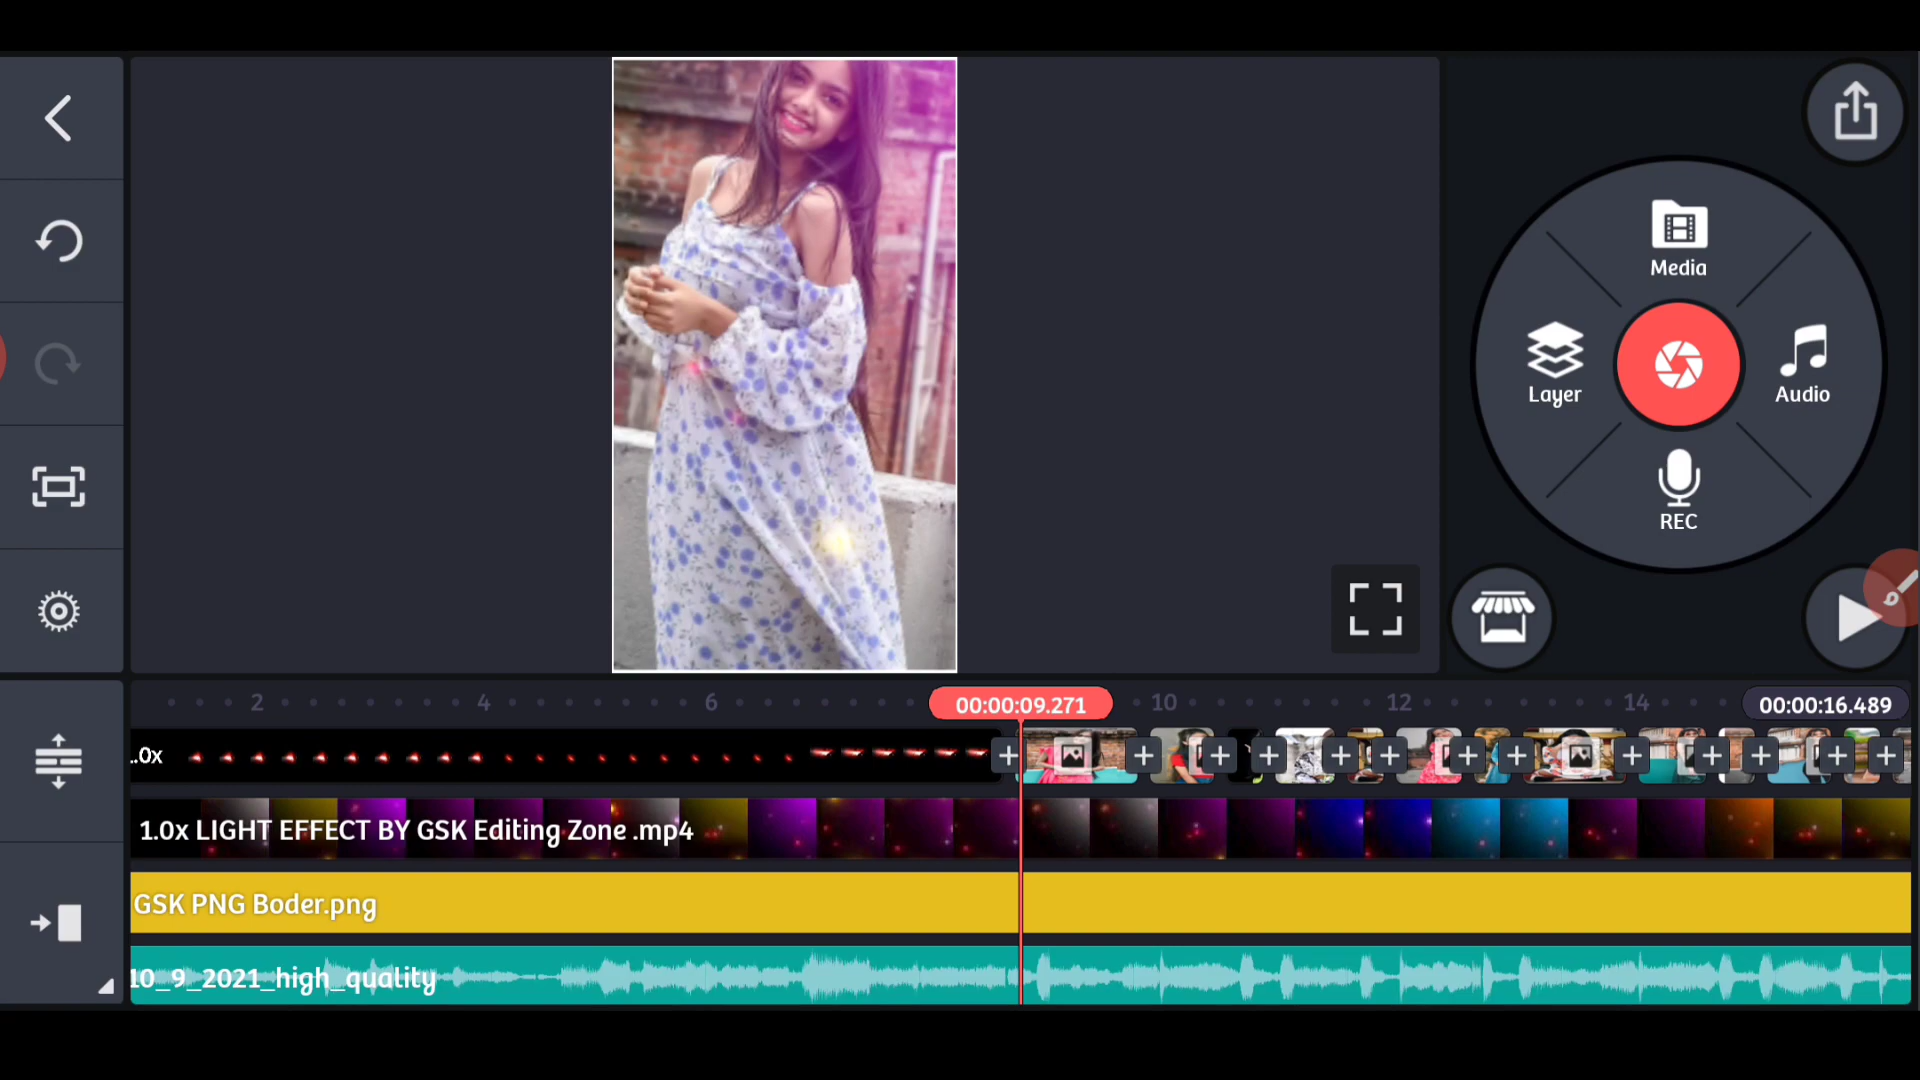 Media
Layer
Audio
REC
2
4
6
00:00:09.271
10
12
14
00:00:16.489
.0x
1.0x LIGHT EFFECT BY GSK Editing Zone .mp4
GSK PNG Boder.png
10_9_2021_high_quality